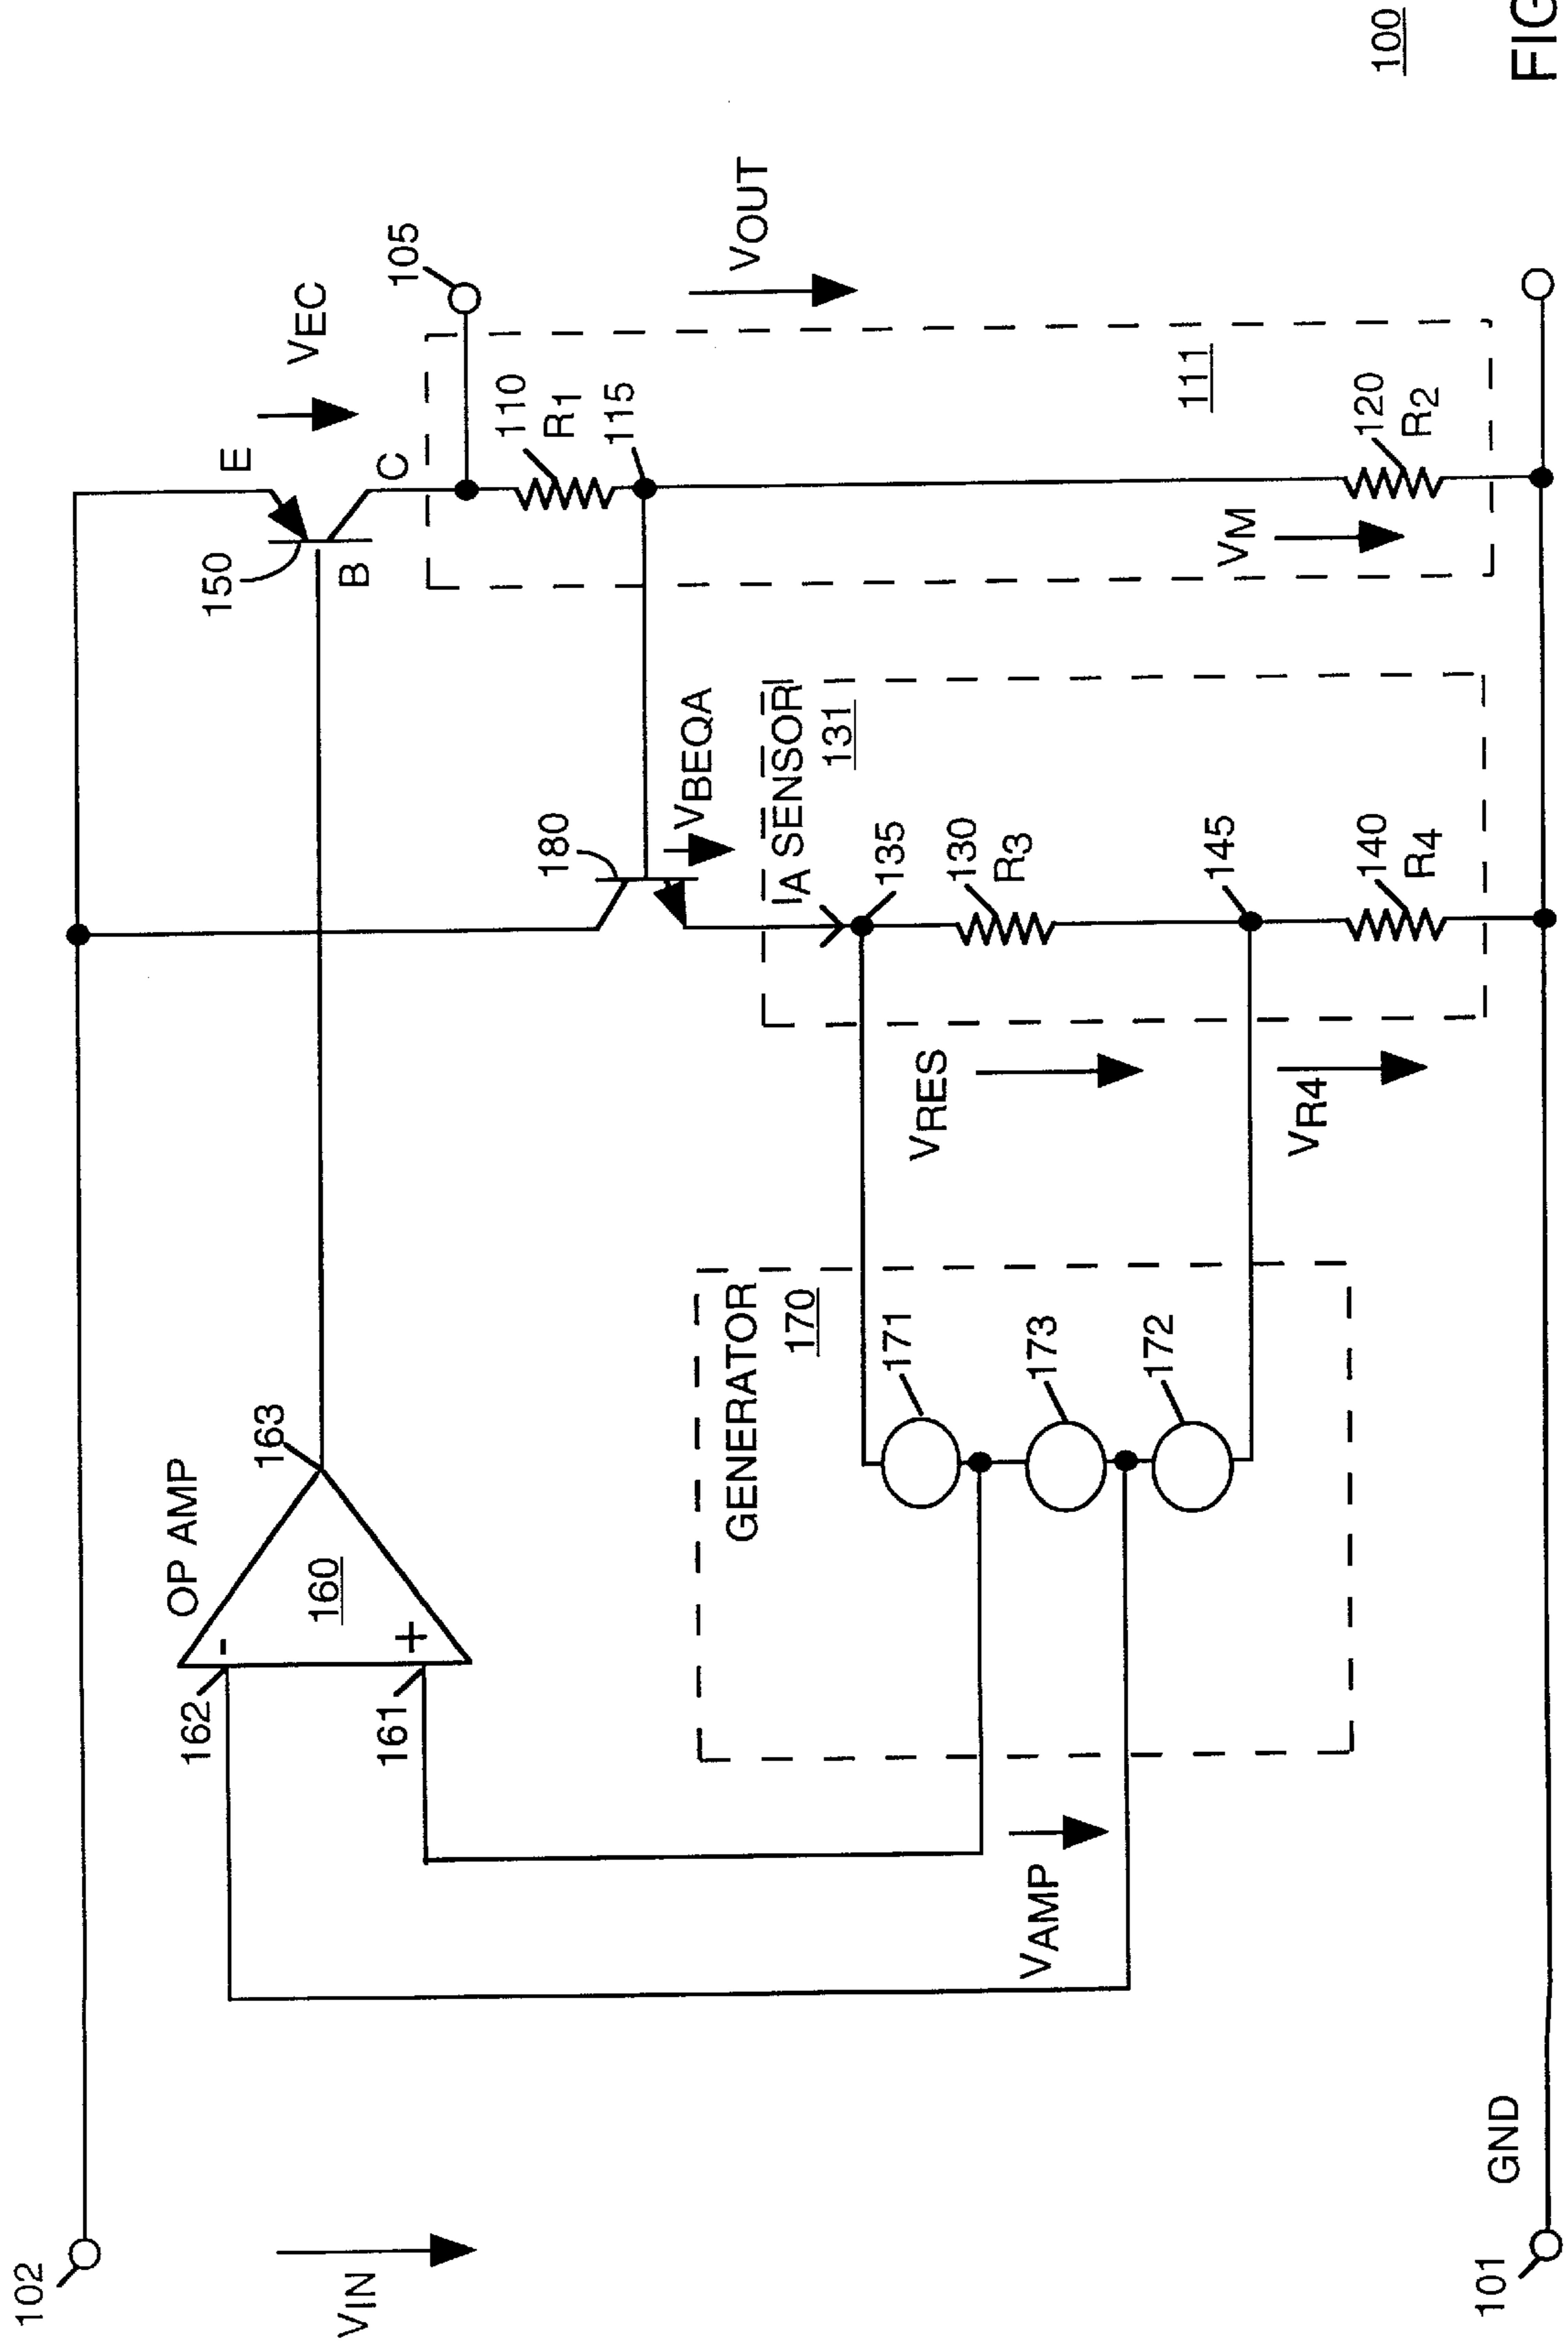 102
VIN
101
GND
OP AMP
162
-
161
+
160
163
VAMP
GENERATOR
170
171
173
172
VRES
VR4
180
VBEQA
IA SENSOR
131
135
130
R3
145
140
R4
150
E
B
C
VEC
105
110
R1
115
111
VM
120
R2
VOUT
100
FIG